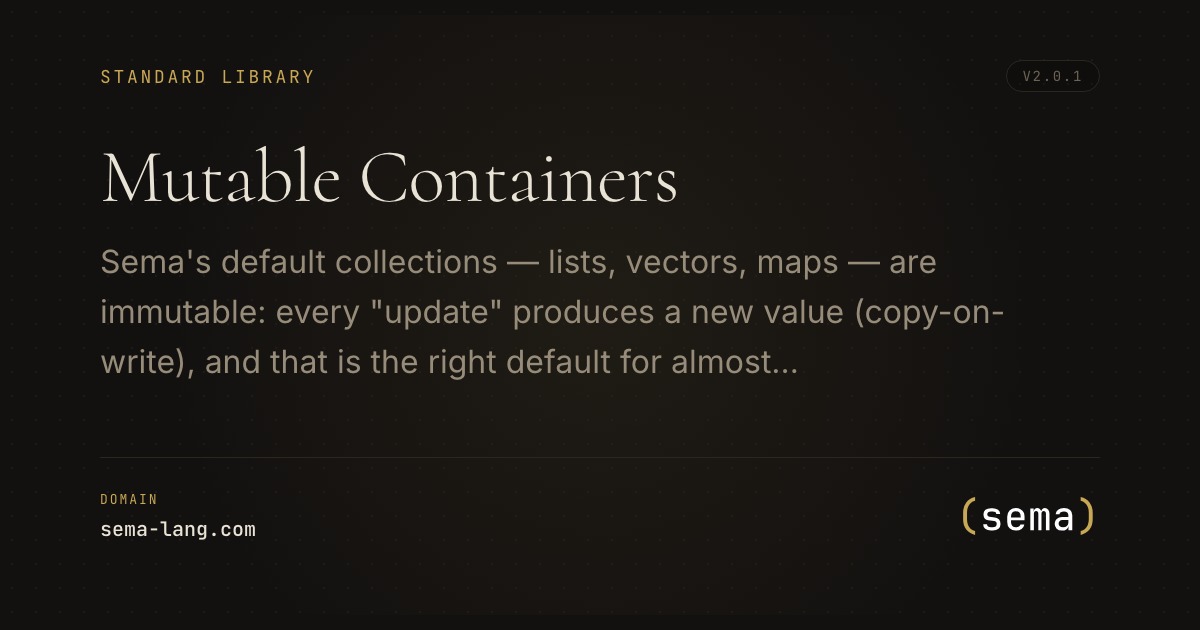 STANDARD LIBRARY
V2.0.1
Mutable Containers
Sema's default collections — lists, vectors, maps — are
immutable: every "update" produces a new value (copy-on-
write), and that is the right default for almost...
DOMAIN
sema-lang.com
(sema)